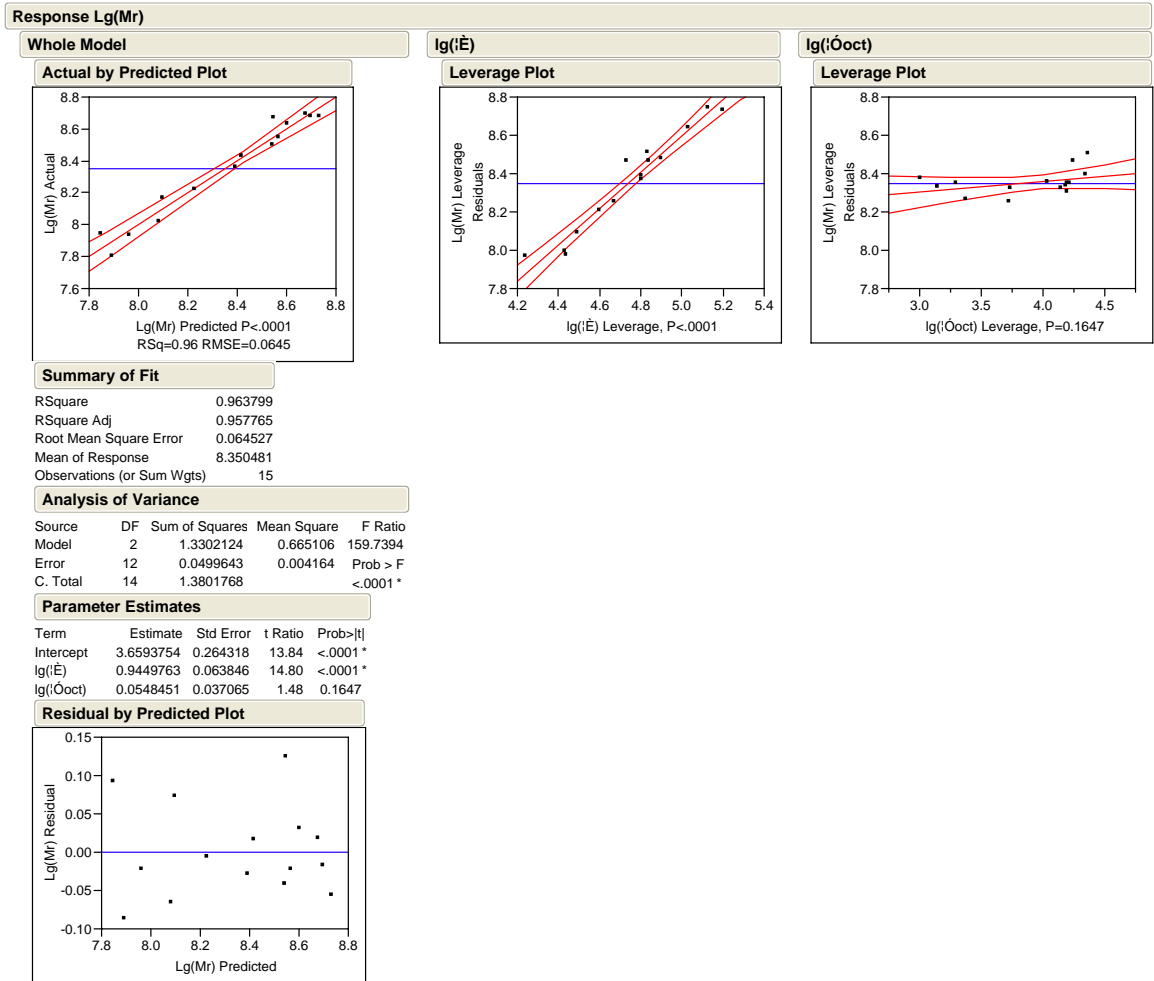 Response Lg(Mr)
Whole Model
Actual by Predicted Plot
8.8
8.6
8.4
8.2
8
7.8
7.6
Lg(Mr) Actual
7.8 8.0 8.2 8.4 8.6 8.8
Lg(Mr) Predicted P<.0001
RSq=0.96 RMSE=0.0645
lg(¦È)
Leverage Plot
8.8
8.6
8.4
8.2
8.0
7.8
Lg(Mr) Leverage
Residuals
4.2 4.4 4.6 4.8 5.0 5.2 5.4
lg(¦È) Leverage, P<.0001
lg(¦Óoct)
Leverage Plot
8.8
8.6
8.4
8.2
8.0
7.8
Lg(Mr) Leverage
Residuals
3.0 3.5 4.0 4.5
lg(¦Óoct) Leverage, P=0.1647
Summary of Fit
RSquare 0.963799
RSquare Adj 0.957765
Root Mean Square Error 0.064527
Mean of Response 8.350481
Observations (or Sum Wgts) 15
Analysis of Variance
Source DF Sum of Squares Mean Square F Ratio
Model 2 1.3302124 0.665106 159.7394
Error 12 0.0499643 0.004164 Prob > F
C. Total 14 1.3801768 <.0001 *
Parameter Estimates
Term Estimate Std Error t Ratio Prob>|t|
Intercept 3.6593754 0.264318 13.84 <.0001 *
lg(¦È) 0.9449763 0.063846 14.80 <.0001 *
lg(¦Óoct) 0.0548451 0.037065 1.48 0.1647
Residual by Predicted Plot
0.15
0.10
0.05
0.00
-0.05
-0.10
Lg(Mr) Residual
7.8 8.0 8.2 8.4 8.6 8.8
Lg(Mr) Predicted